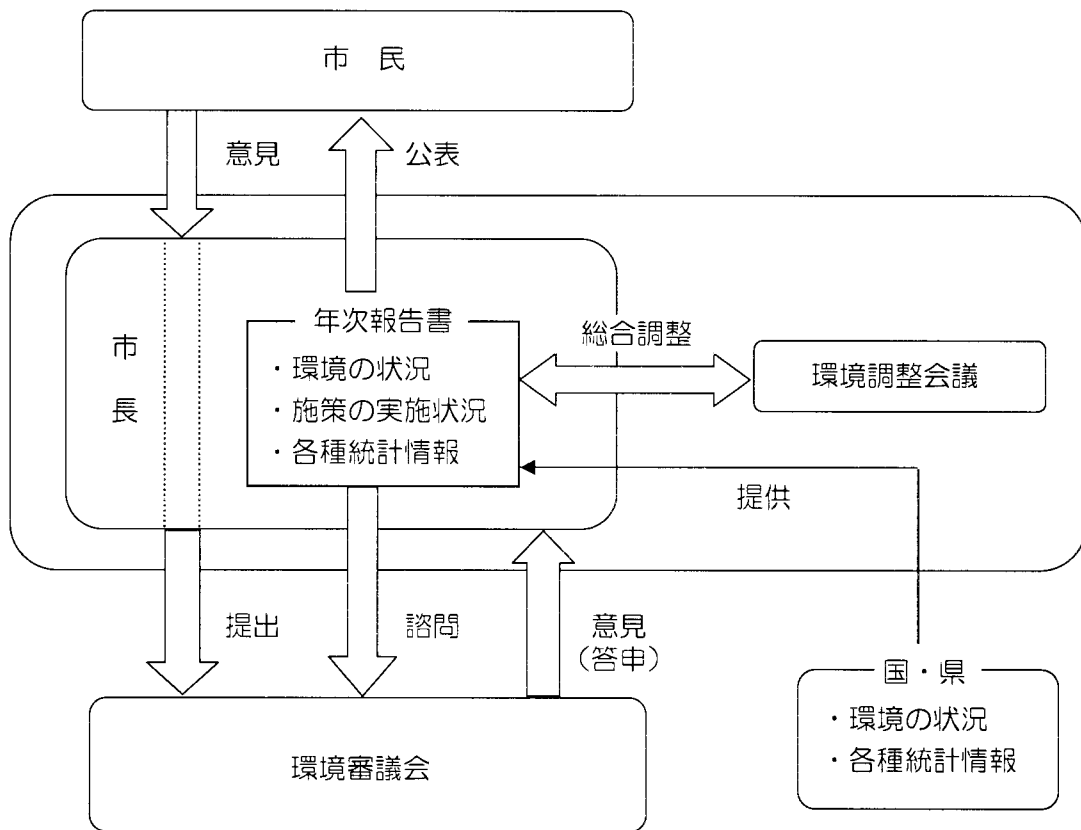 市 民
意見
公表
市長
年次報告書
・環境の状況
・施策の実施状況
・各種統計情報
総合調整
環境調整会議
提供
提出
諮問
意見
(答申)
環境審議会
国・県
・環境の状況
・各種統計情報